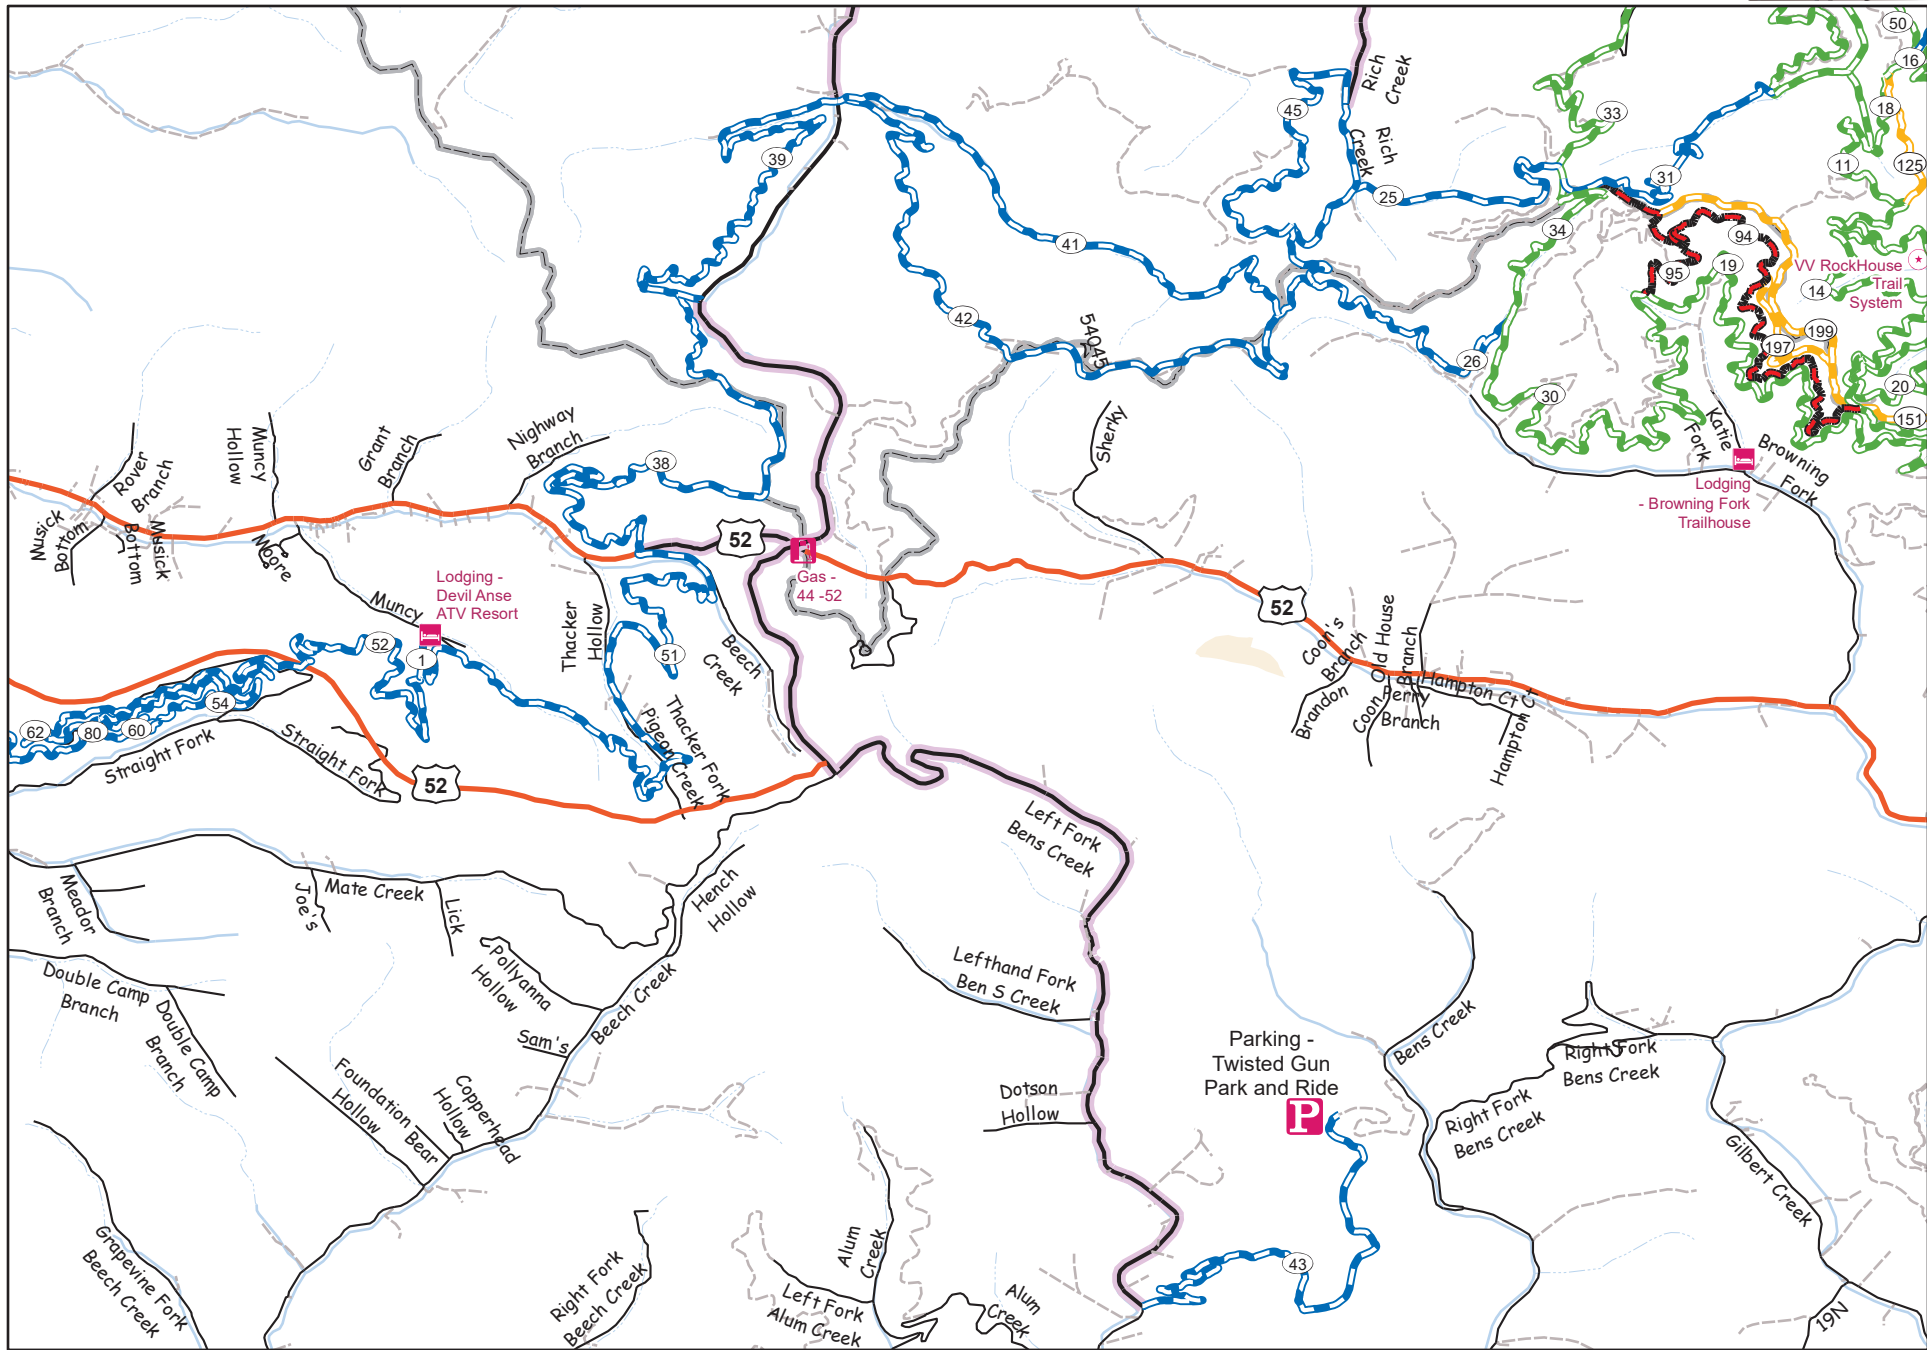 50
16
18
33
11
125
Rich
Creek
Rich
Creek
45
39
31
25
34
94
41
95
19
VV RockHouse
Trail
System
14
42
54045
199
197
26
20
30
151
Rover
Branch
Muncy
Hollow
Grant
Branch
Nighway
Branch
38
Sherky
Katie
Fork
Browning
Fork
Lodging
- Browning Fork
Trailhouse
Nusick
Bottom
Bottom
Musick
Moore
52
Gas -
44 -52
Lodging -
Devil Anse
ATV Resort
Muncy
Thacker
Hollow
52
1
51
Beech
Creek
52
Coon's
Branch
Old House
Branch
Coon
Perry
Branch
Brandon
Hampton Ct
Hampton Ct
62
80
60
54
Straight Fork
Straight Fork
52
Thacker Fork
Pigeon Creek
Left Fork
Bens Creek
Meador
Branch
Joe's
Mate Creek
Lick
Hench
Hollow
Pollyanna
Hollow
Lefthand Fork
Ben S Creek
Double Camp
Branch
Double Camp
Branch
Sam's
Beech Creek
Foundation Bear
Hollow
Copperhead
Hollow
Dotson
Hollow
Parking -
Twisted Gun
Park and Ride
P
Bens Creek
Right Fork
Bens Creek
Right Fork
Bens Creek
Gilbert Creek
Grapevine Fork
Beech Creek
Right Fork
Beech Creek
Alum
Creek
Left Fork
Alum Creek
Alum
Creek
43
19N